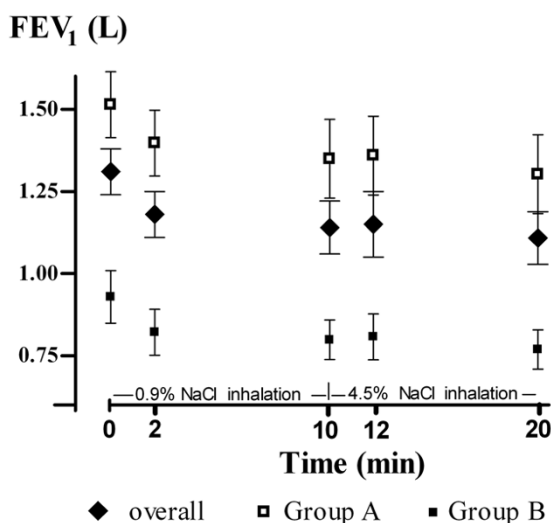 FEV1 (L)
1.50
1.25
1.00
0.75
0.9% NaCl inhalation
4.5% NaCl inhalation
0 2 10 12 20
Time (min)
overall Group A Group B